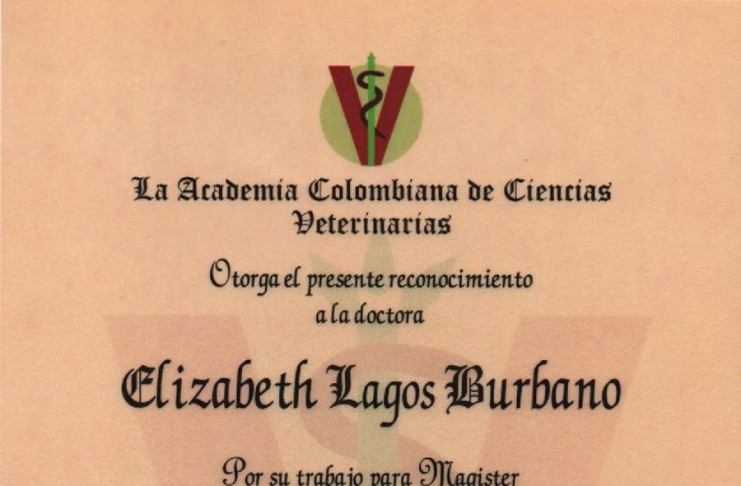 La Academia Colombiana de Ciencias
Veterinarias
Otorga el presente reconocimiento
a la doctora
Elizabeth Lagos Burbano
Por su trabajo para Magister